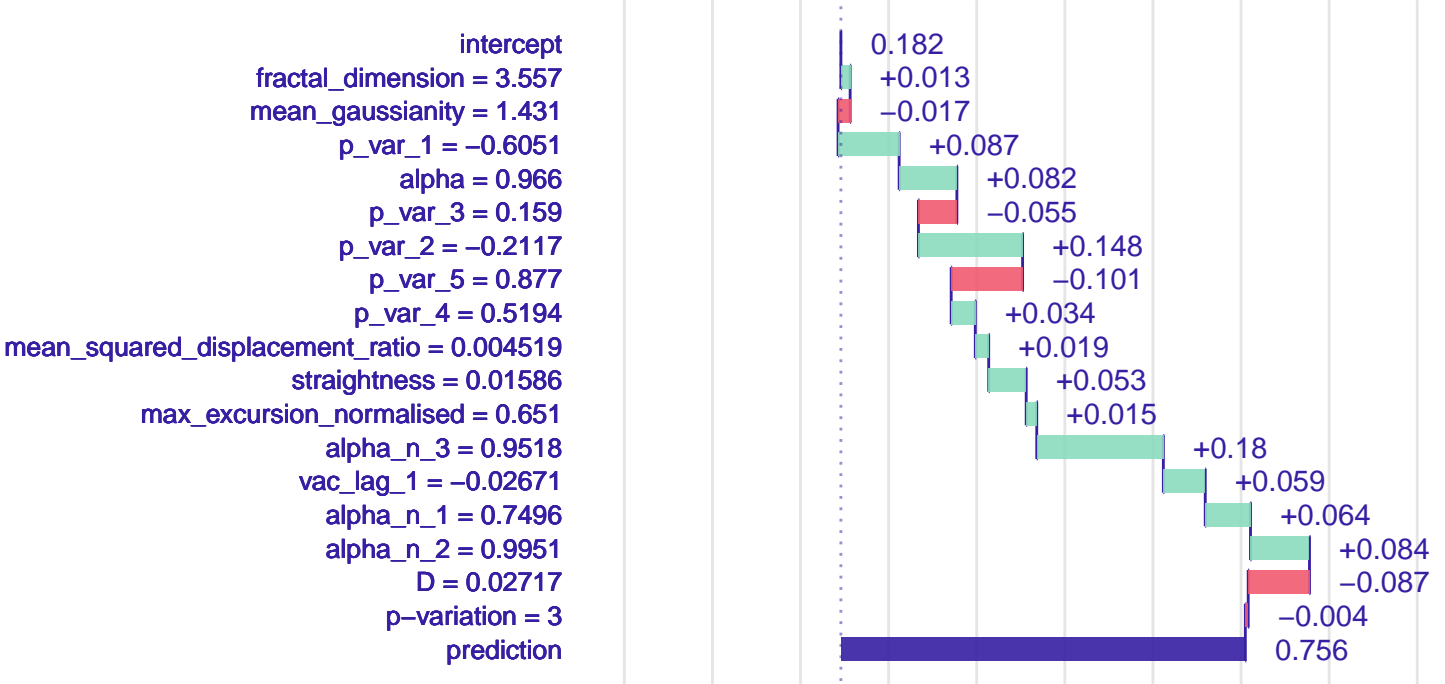 intercept 0.182
fractal_dimension = 3.557 +0.013
mean_gaussianity = 1.431 −0.017
p_var_1 = −0.6051 +0.087
alpha = 0.966 +0.082
p_var_3 = 0.159 −0.055
p_var_2 = −0.2117 +0.148
p_var_5 = 0.877 −0.101
p_var_4 = 0.5194 +0.034
mean_squared_displacement_ratio = 0.004519 +0.019
straightness = 0.01586 +0.053
max_excursion_normalised = 0.651 +0.015
alpha_n_3 = 0.9518 +0.18
vac_lag_1 = −0.02671 +0.059
alpha_n_1 = 0.7496 +0.064
alpha_n_2 = 0.9951 +0.084
D = 0.02717 −0.087
p−variation = 3 −0.004
prediction 0.756